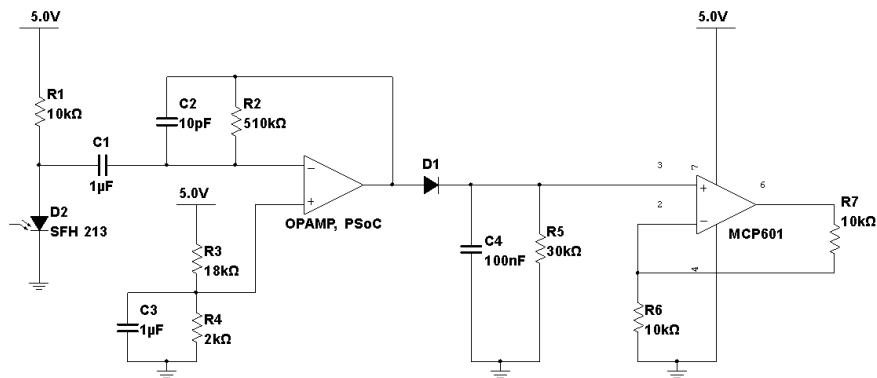 5.0V
5.0V
R1
10kΩ
C2
10pF
R2
510kΩ
C1
1µF
D1
3
7
6
2
4
R7
10kΩ
MCP601
5.0V
D2
SFH 213
OPAMP, PSoC
R3
18kΩ
C4
100nF
R5
30kΩ
C3
1µF
R4
2kΩ
R6
10kΩ